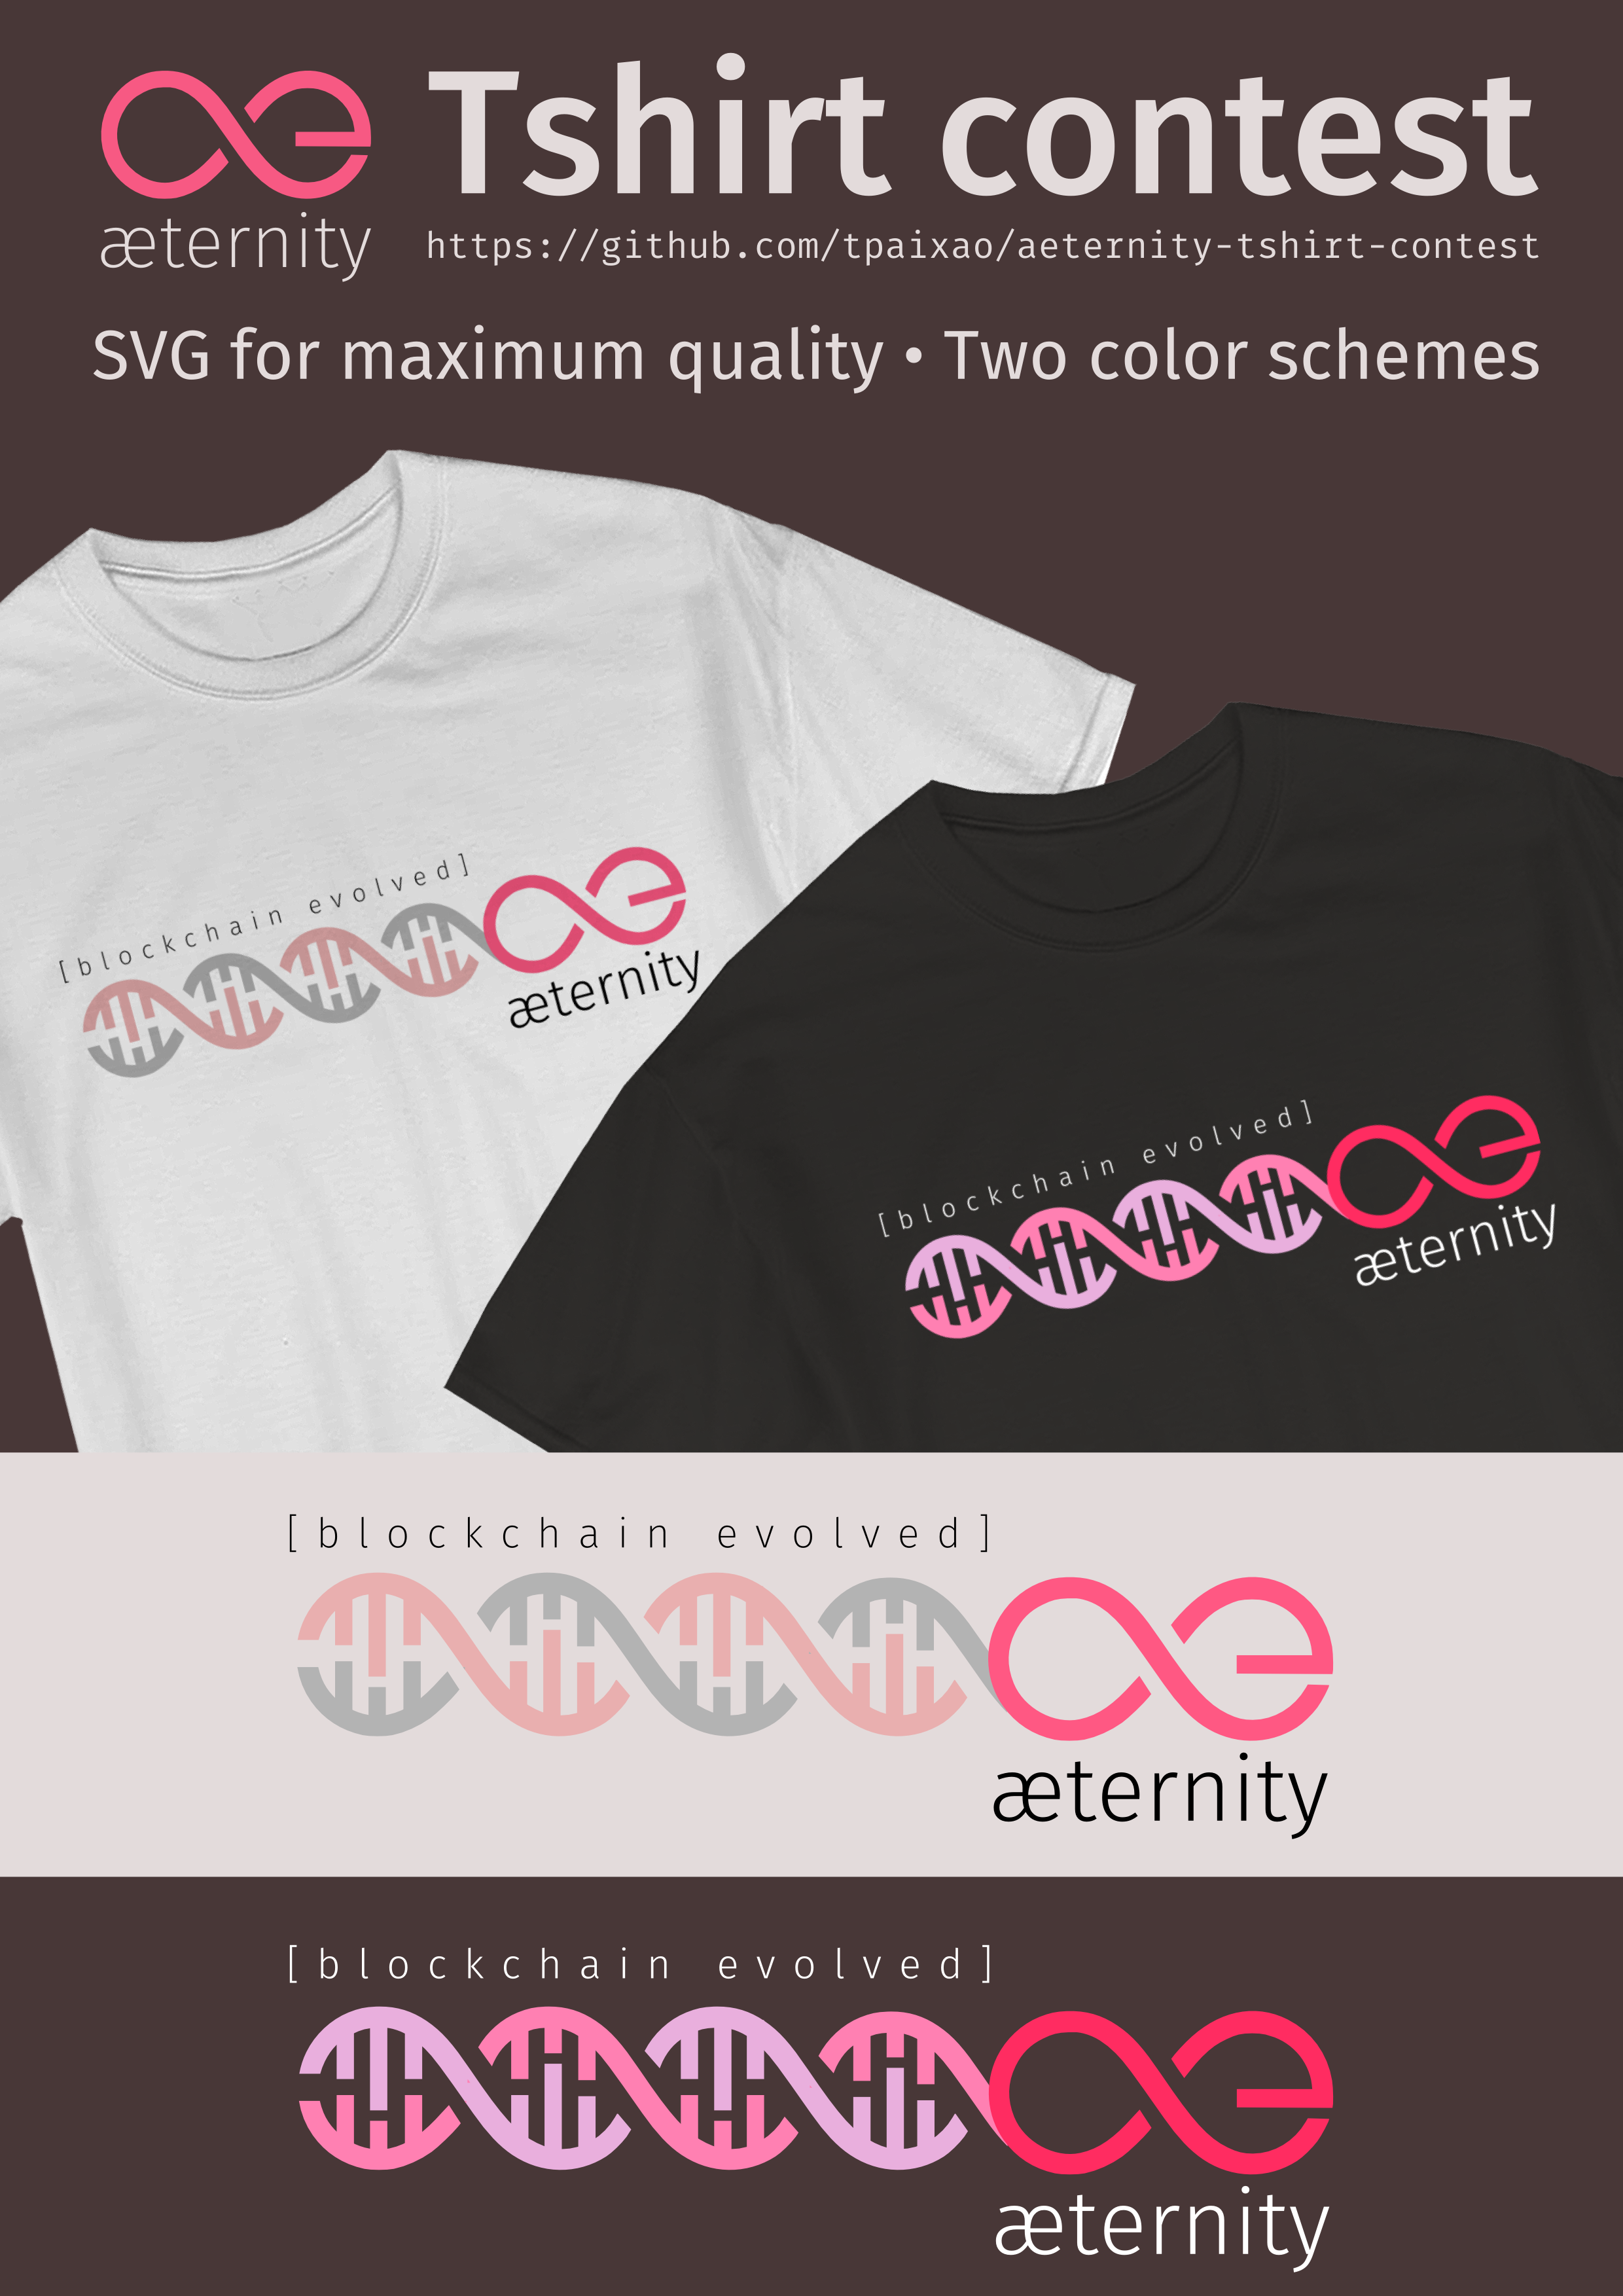 æternity
Tshirt contest
https://github.com/tpaixao/aeternity-tshirt-contest
SVG for maximum quality • Two color schemes
[blockchain evolved]
æternity
[blockchain evolved]
æternity
[blockchain evolved]
æternity
[blockchain evolved]
æternity